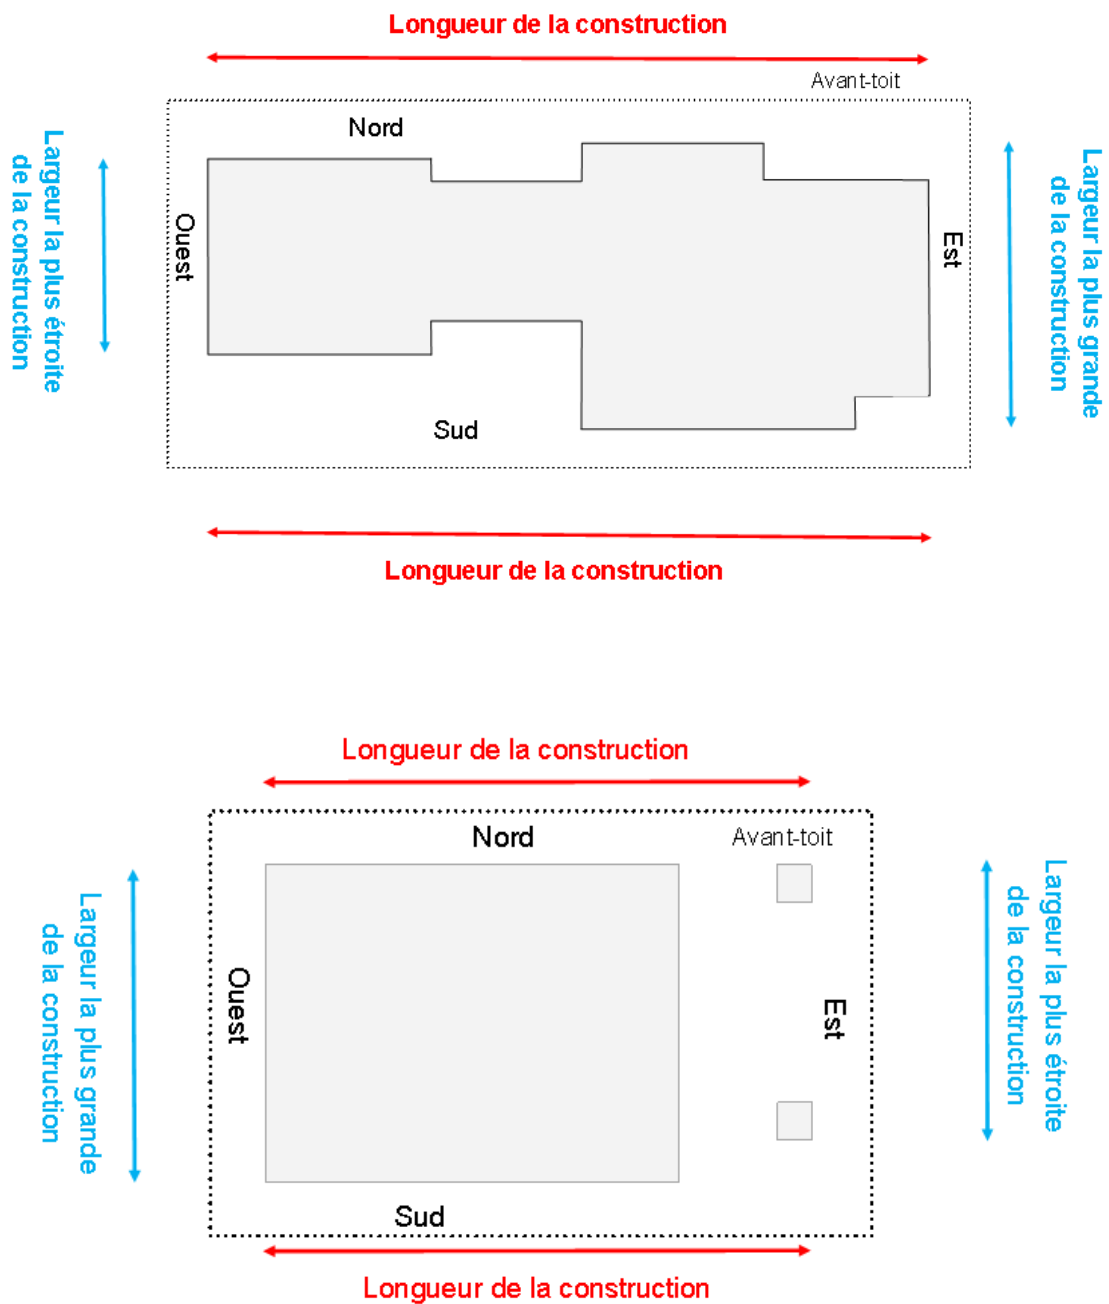 Longueur de la construction
Avant-toit
Nord
Largeur la plus étroite
de la construction
Ouest
Est
Largeur la plus grande
de la construction
Sud
Longueur de la construction
Longueur de la construction
Nord
Avant-toit
Largeur la plus grande
de la construction
Ouest
Est
Largeur la plus étroite
de la construction
Sud
Longueur de la construction